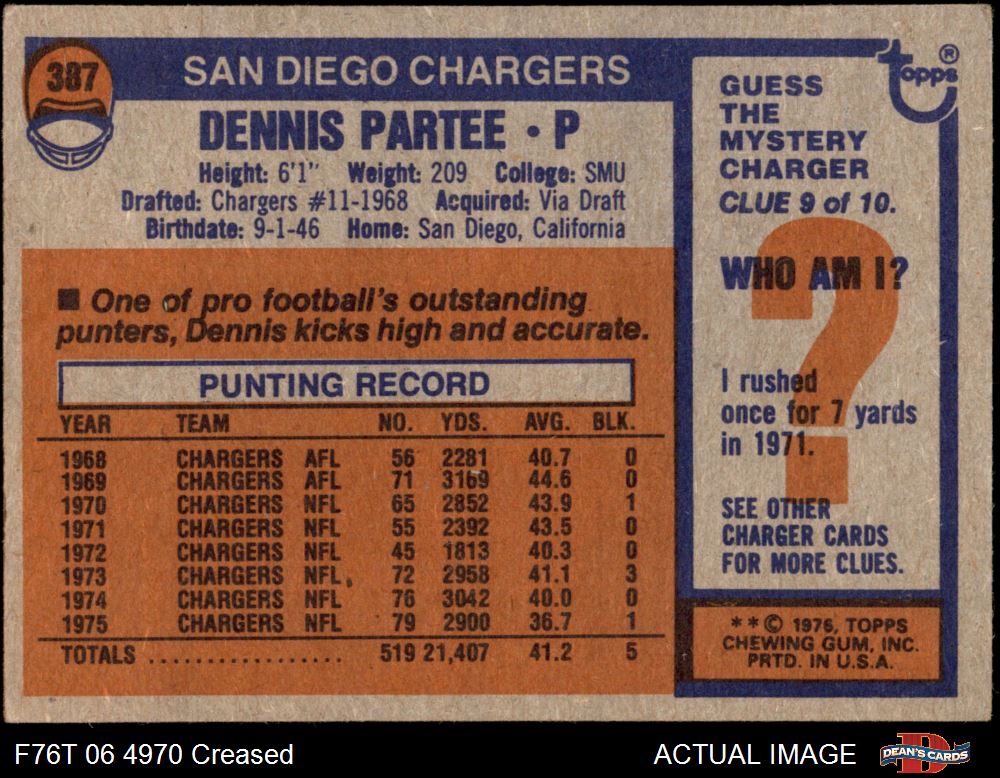 387
SAN DIEGO CHARGERS
DENNIS PARTEE • P
Height: 6'1" Weight: 209 College: SMU
Drafted: Chargers #11-1968 Acquired: Via Draft
Birthdate: 9-1-46 Home: San Diego, California
■ One of pro football's outstanding
punters, Dennis kicks high and accurate.
PUNTING RECORD
YEAR TEAM NO. YDS. AVG. BLK.
1968 CHARGERS AFL 56 2281 40.7 0
1969 CHARGERS AFL 71 3169 44.6 0
1970 CHARGERS NFL 65 2852 43.9 1
1971 CHARGERS NFL 55 2392 43.5 0
1972 CHARGERS NFL 45 1813 40.3 0
1973 CHARGERS NFL 72 2958 41.1 3
1974 CHARGERS NFL 76 3042 40.0 0
1975 CHARGERS NFL 79 2900 36.7 1
TOTALS .................. 519 21,407 41.2 5
topps®
GUESS
THE
MYSTERY
CHARGER
CLUE 9 of 10.
WHO AM I?
?
I rushed
once for 7 yards
in 1971.
SEE OTHER
CHARGER CARDS
FOR MORE CLUES.
**© 1976, TOPPS
CHEWING GUM, INC.
PRTD. IN U.S.A.
F76T 06 4970 Creased
ACTUAL IMAGE
DEAN'S CARDS